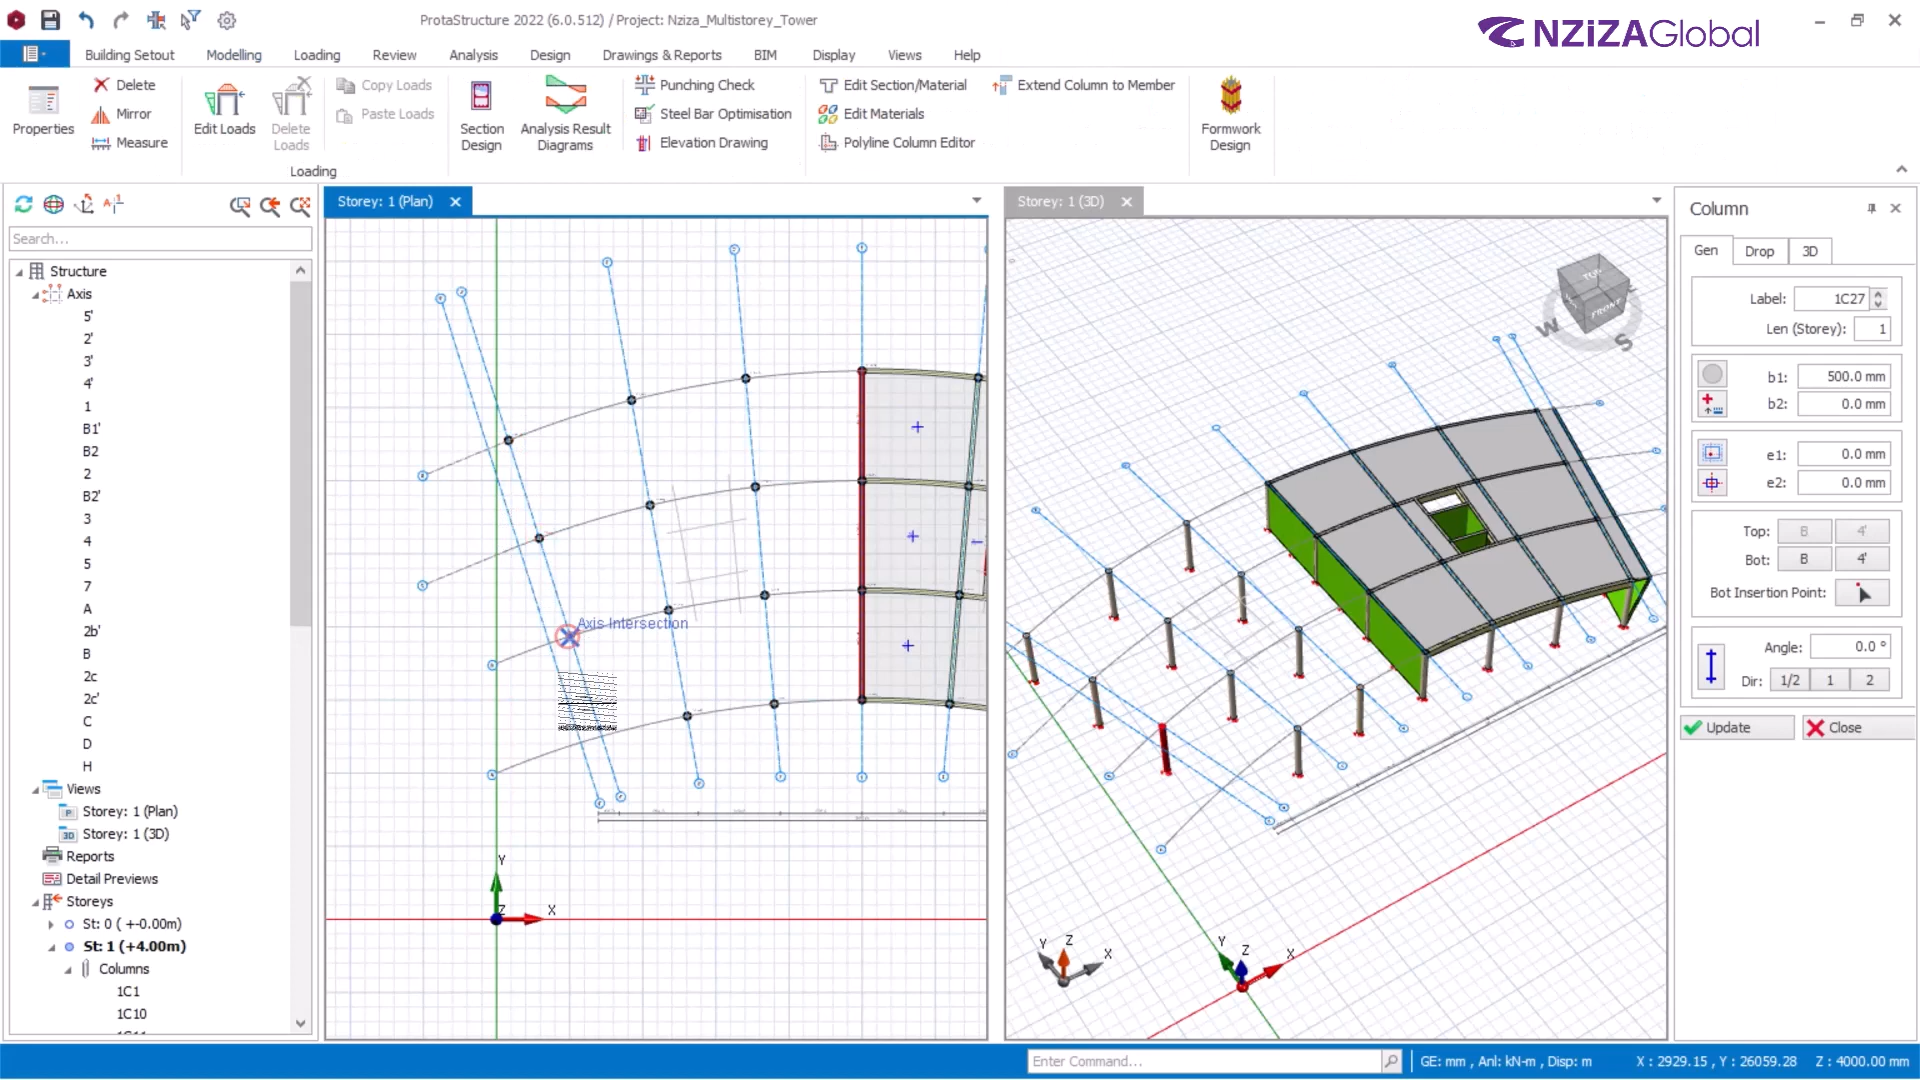 ProtaStructure 2022 (6.0.512) / Project: Nziza_Multistorey_Tower
NZiZAGlobal
Building Setout
Modelling
Loading
Review
Analysis
Design
Drawings & Reports
BIM
Display
Views
Help
Properties
Delete
Mirror
Measure
Edit Loads
Delete Loads
Copy Loads
Paste Loads
Loading
Section Design
Analysis Result Diagrams
Punching Check
Steel Bar Optimisation
Elevation Drawing
Edit Section/Material
Edit Materials
Polyline Column Editor
Extend Column to Member
Formwork Design
Search...
Structure
Axis
5'
2'
3'
4'
1
B1'
B2
2
B2'
3
4
5
7
A
2b'
B
2c
2c'
C
D
H
Views
Storey: 1 (Plan)
Storey: 1 (3D)
Reports
Detail Previews
Storeys
St: 0 ( +-0.00m)
St: 1 (+4.00m)
Columns
1C1
1C10
Storey: 1 (Plan)
Axis Intersection
Y
Z
X
Storey: 1 (3D)
TOP
FRONT
W
S
Y
Z
X
Y
Z
X
Column
Gen
Drop
3D
Label: 1C27
Len (Storey): 1
b1: 500.0 mm
b2: 0.0 mm
e1: 0.0 mm
e2: 0.0 mm
Top: B 4'
Bot: B 4'
Bot Insertion Point:
Angle: 0.0 °
Dir: 1/2 1 2
Update
Close
Enter Command...
GE: mm , Anl: kN-m , Disp: m
X : 2929.15 , Y : 26059.28 Z : 4000.00 mm